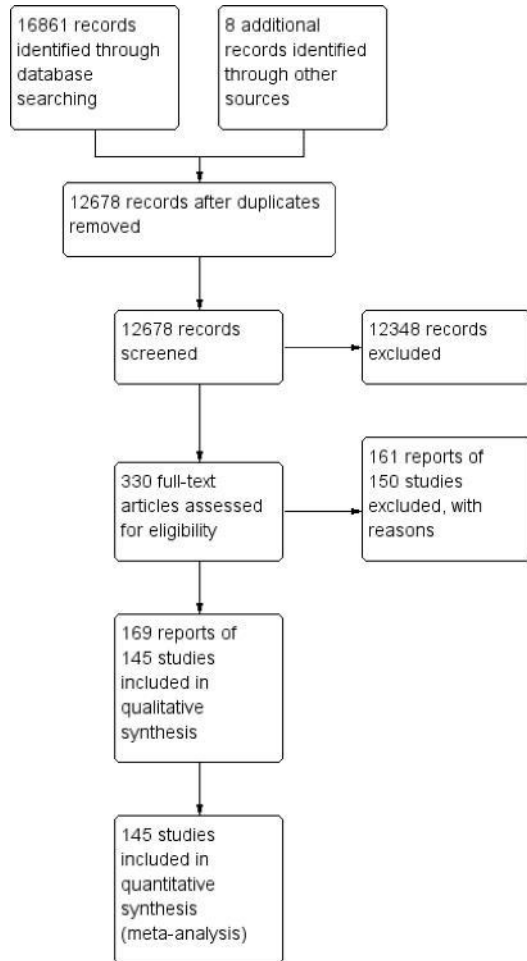 16861 records
identified through
database
searching
8 additional
records identified
through other
sources
12678 records after duplicates
removed
12678 records
screened
12348 records
excluded
330 full-text
articles assessed
for eligibility
161 reports of
150 studies
excluded, with
reasons
169 reports of
145 studies
included in
qualitative
synthesis
145 studies
included in
quantitative
synthesis
(meta-analysis)